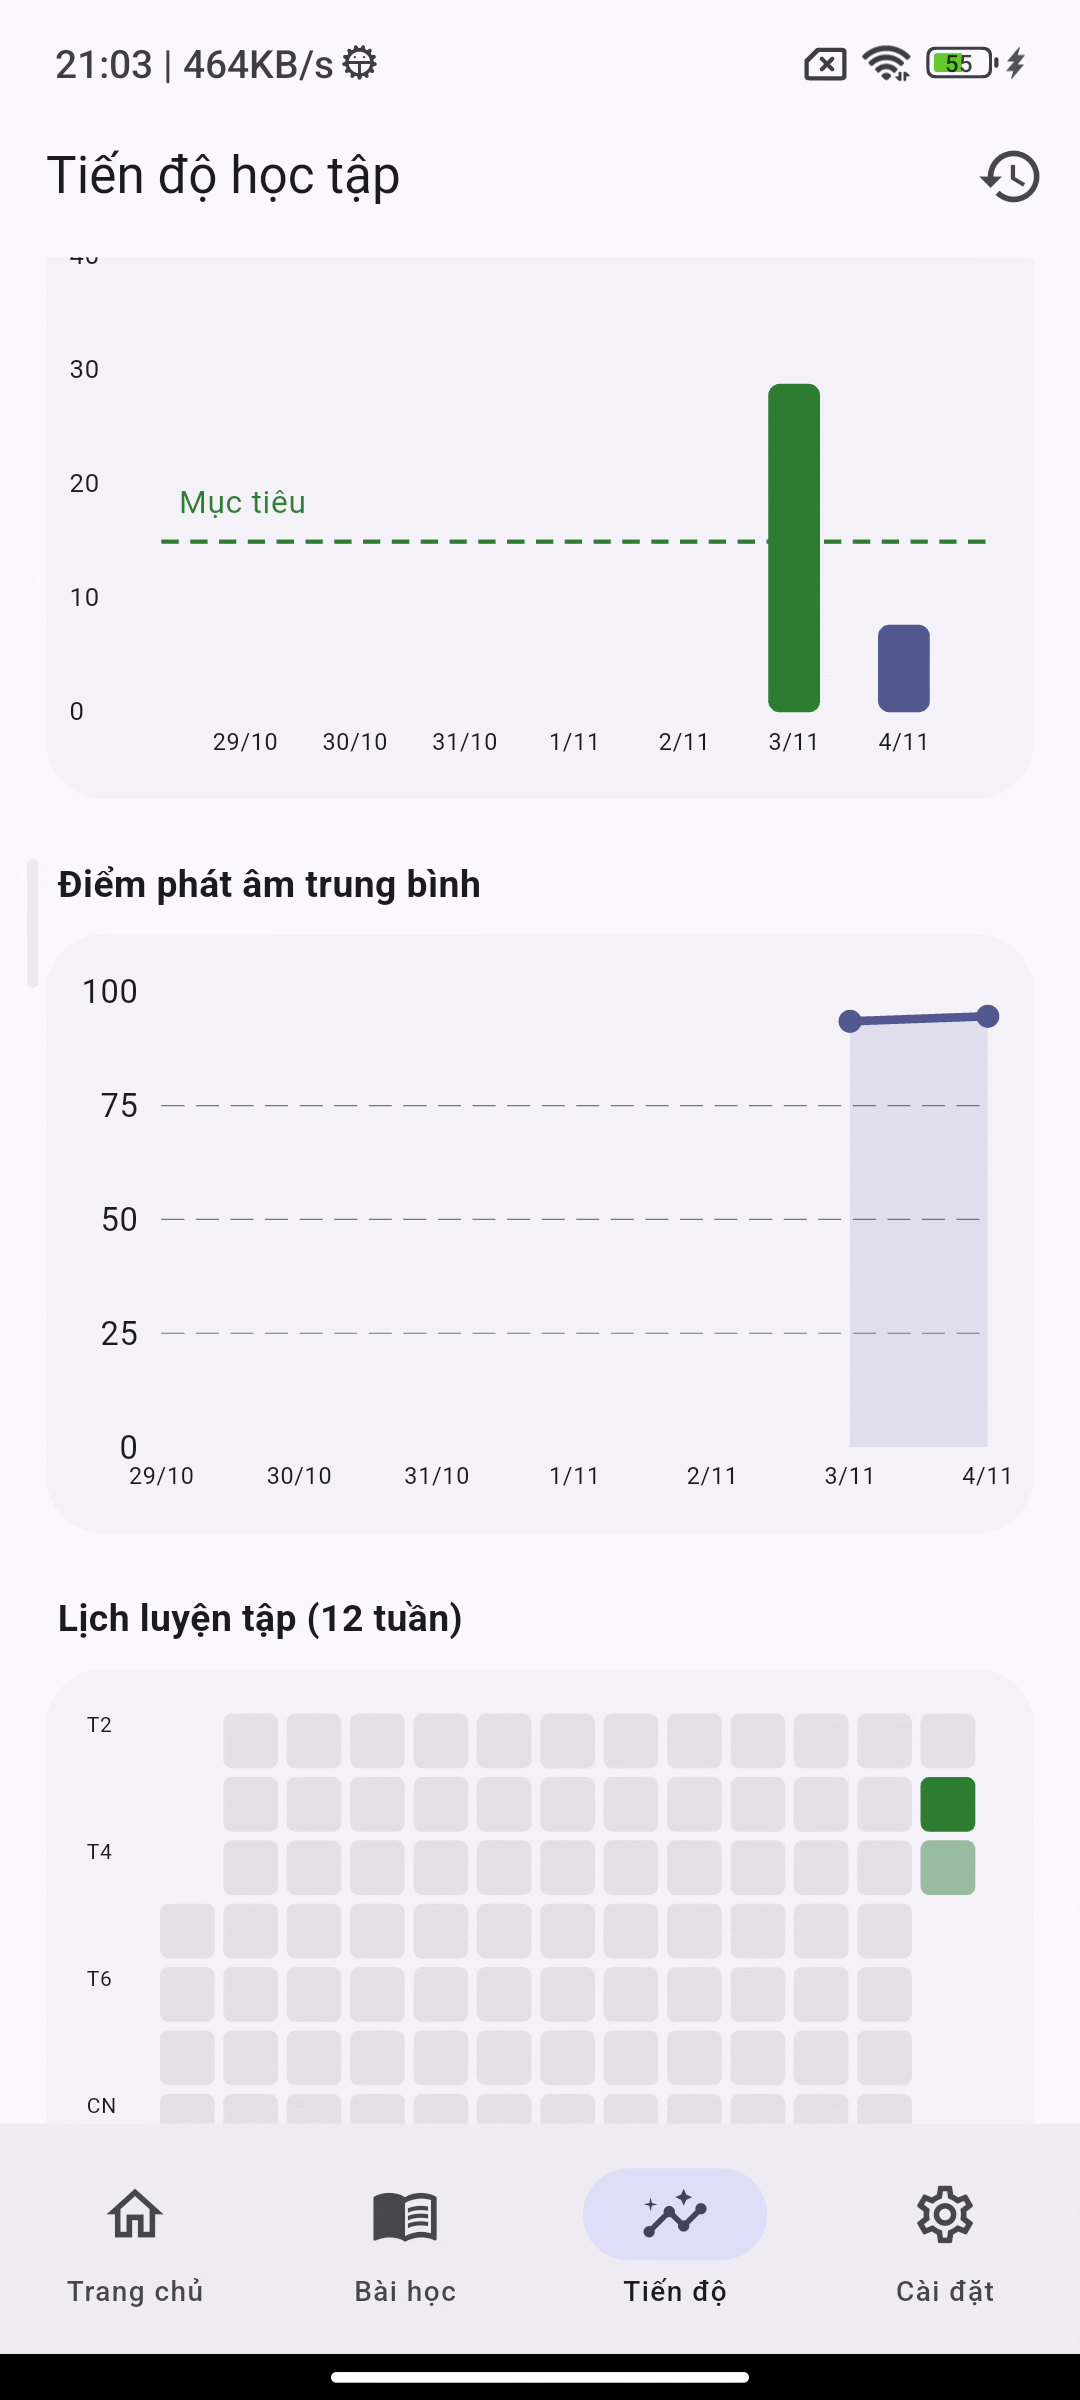 21:03 | 464KB/s
55
Tiến độ học tập
40
30
20
Mục tiêu
10
0
29/10 30/10 31/10 1/11 2/11 3/11 4/11
Điểm phát âm trung bình
100
75
50
25
0
29/10 30/10 31/10 1/11 2/11 3/11 4/11
Lịch luyện tập (12 tuần)
T2
T4
T6
CN
Trang chủ Bài học Tiến độ Cài đặt